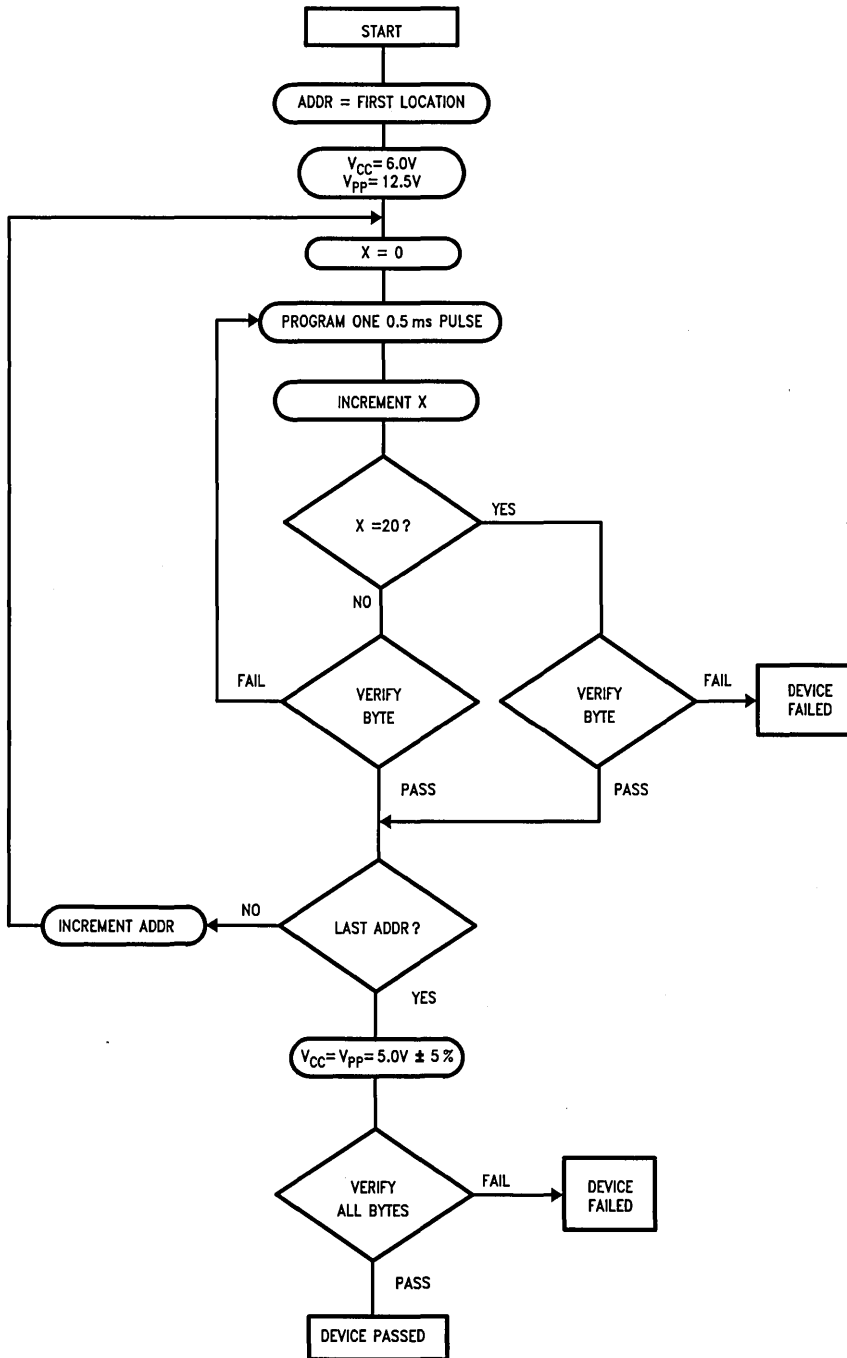 START
ADDR = FIRST LOCATION
VCC= 6.0V
VPP= 12.5V
X = 0
PROGRAM ONE 0.5 ms PULSE
INCREMENT X
X =20 ?
YES
NO
FAIL
VERIFY
BYTE
VERIFY
BYTE
FAIL
DEVICE
FAILED
PASS
PASS
INCREMENT ADDR
NO
LAST ADDR ?
YES
VCC= VPP= 5.0V ± 5 %
VERIFY
ALL BYTES
FAIL
DEVICE
FAILED
PASS
DEVICE PASSED